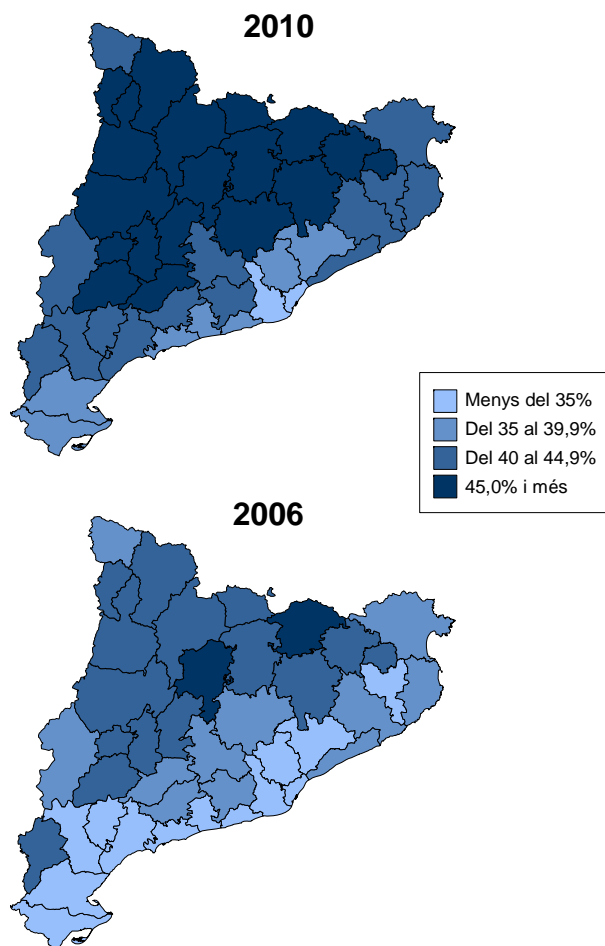 2010
Menys del 35%
Del 35 al 39,9%
Del 40 al 44,9%
45,0% i més
2006